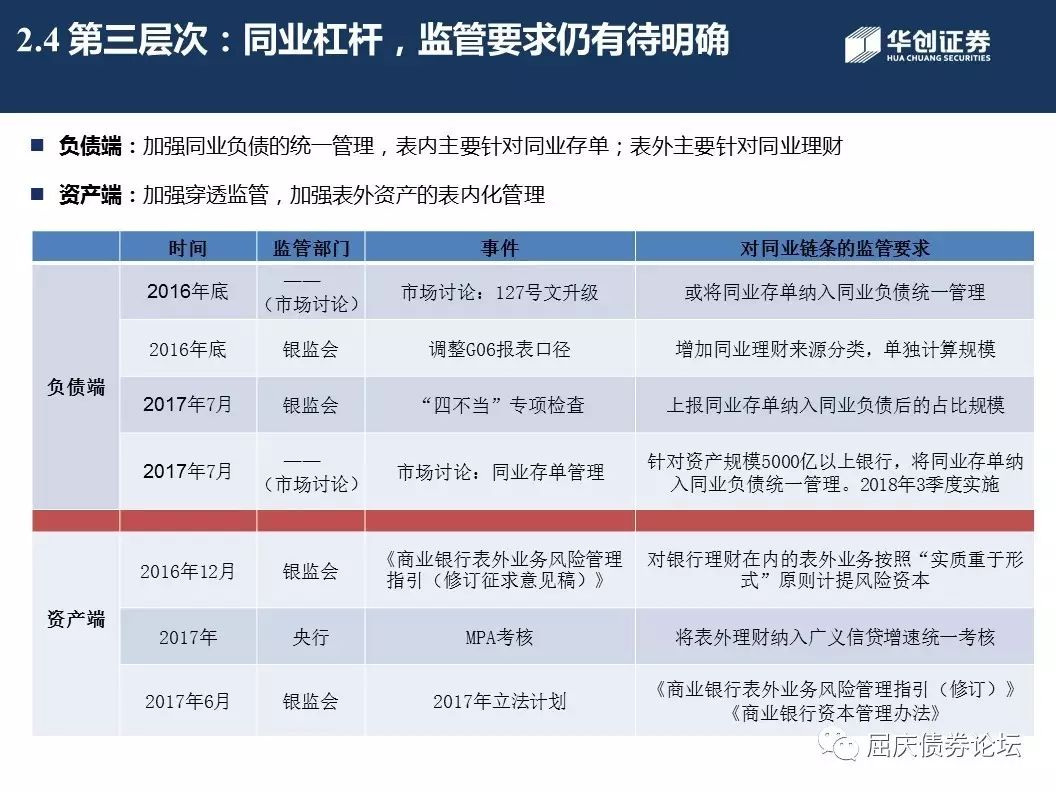 2.4 第三层次：同业杠杆，监管要求仍有待明确
华创证券
HUA CHUANG SECURITIES
■ 负债端：加强同业负债的统一管理，表内主要针对同业存单；表外主要针对同业理财
■ 资产端：加强穿透监管，加强表外资产的表内化管理
时间 监管部门 事件 对同业链条的监管要求
负债端
2016年底 ——
（市场讨论） 市场讨论：127号文升级 或将同业存单纳入同业负债统一管理
2016年底 银监会 调整G06报表口径 增加同业理财来源分类，单独计算规模
2017年7月 银监会 “四不当”专项检查 上报同业存单纳入同业负债后的占比规模
2017年7月 ——
（市场讨论） 市场讨论：同业存单管理 针对资产规模5000亿以上银行，将同业存单纳
入同业负债统一管理。2018年3季度实施
资产端
2016年12月 银监会 《商业银行表外业务风险管理
指引（修订征求意见稿）》 对银行理财在内的表外业务按照“实质重于形
式”原则计提风险资本
2017年 央行 MPA考核 将表外理财纳入广义信贷增速统一考核
2017年6月 银监会 2017年立法计划 《商业银行表外业务风险管理指引（修订）》
《商业银行资本管理办法》
屈庆债券论坛